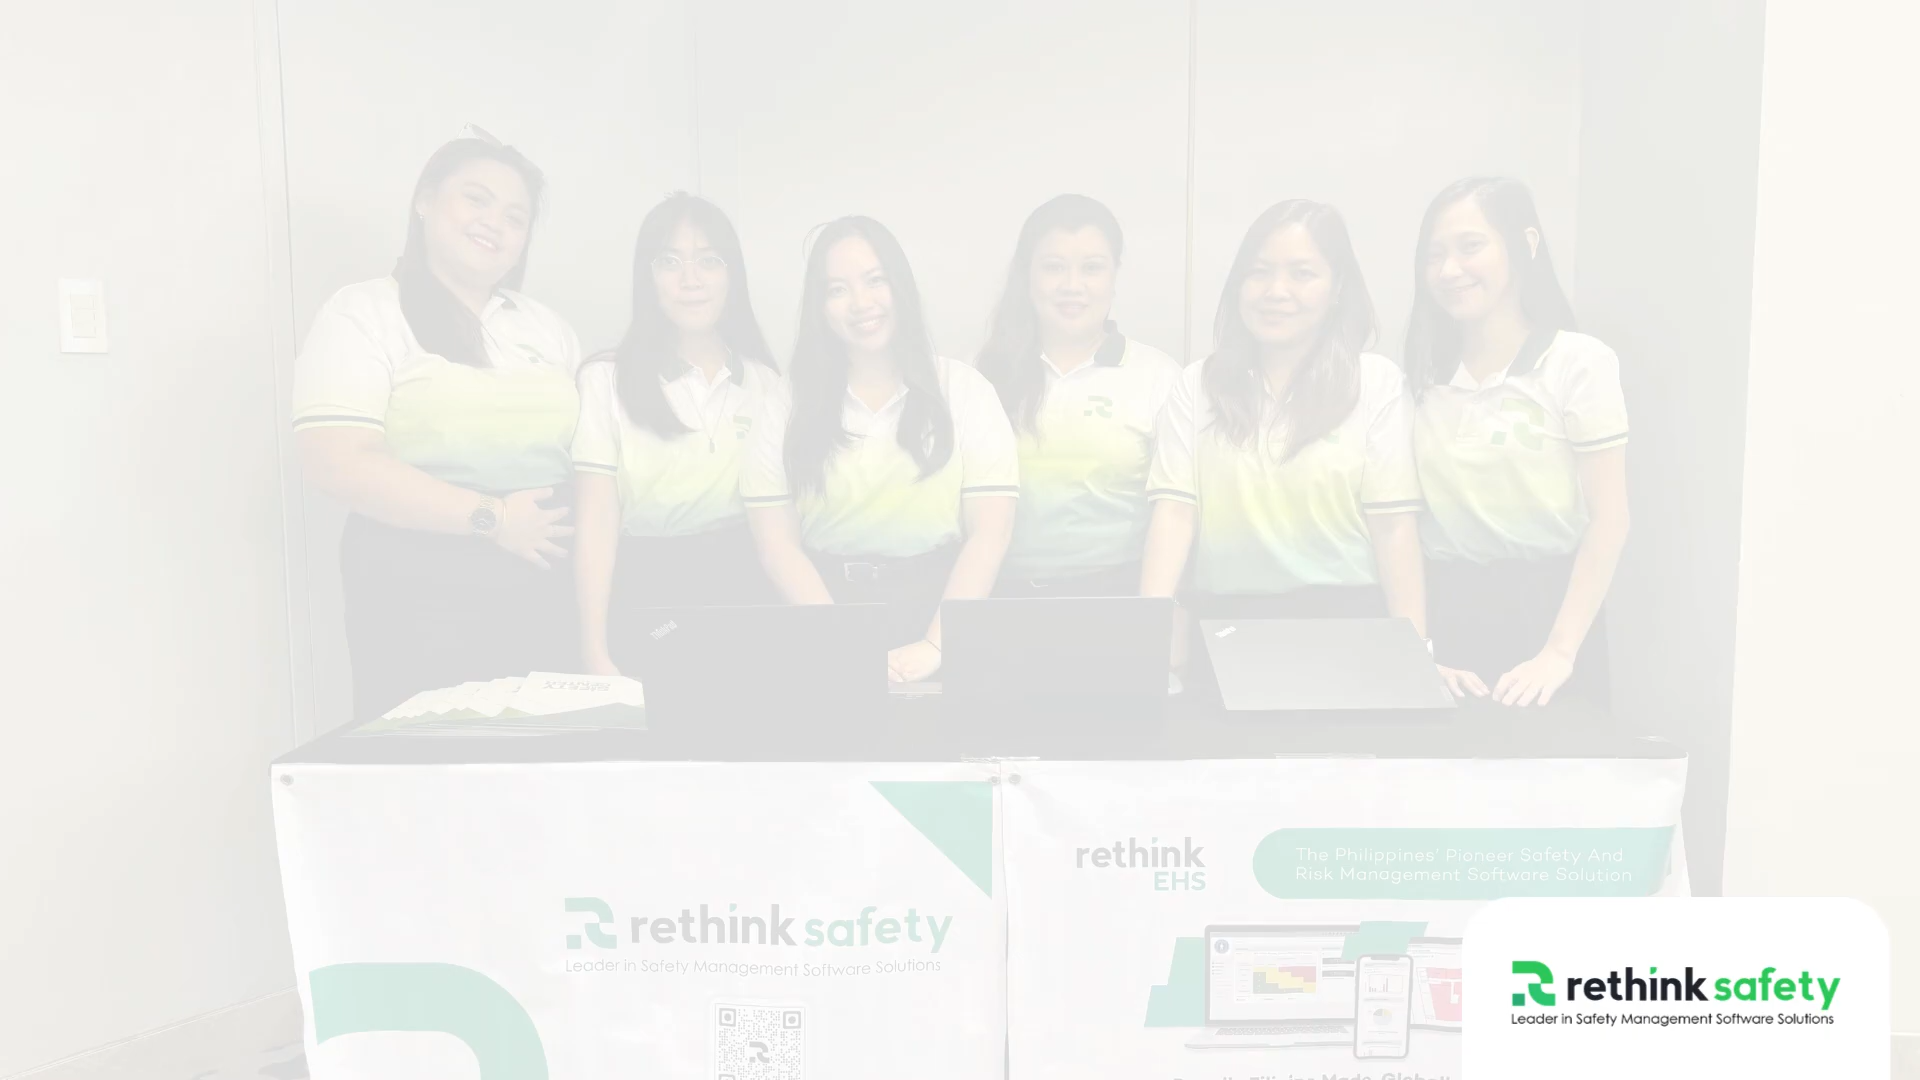 ThinkPad
rethink
EHS
The Philippines' Pioneer Safety And
Risk Management Software Solution
rethink safety
Leader in Safety Management Software Solutions
rethink safety
Leader in Safety Management Software Solutions